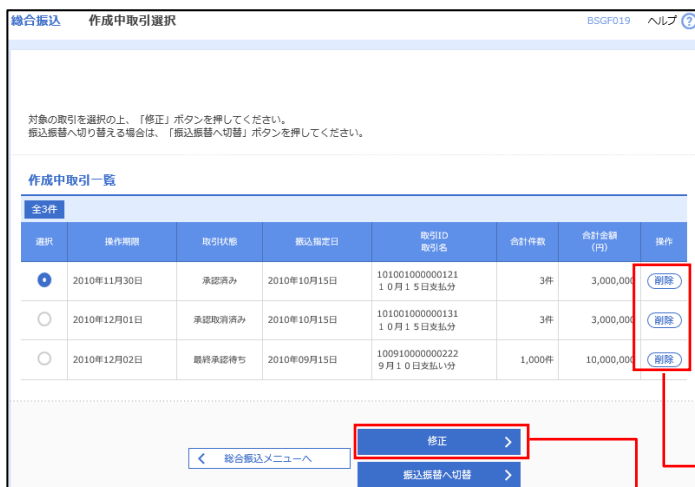 総合振込 作成中取引選択 BSGF019 ヘルプ ?
対象の取引を選択の上、「修正」ボタンを押してください。
振込振替へ切り替える場合は、「振込振替へ切替」ボタンを押してください。
作成中取引一覧
全3件
選択 操作期限 取引状態 振込指定日 取引ID 取引名 合計件数 合計金額 (円) 操作
2010年11月30日 承認済み 2010年10月15日 101001000000121 3件 3,000,000 削除
10月15日支払分
2010年12月01日 承認取消済み 2010年10月15日 101001000000131 3件 3,000,000 削除
10月15日支払分
2010年12月02日 最終承認待ち 2010年09月15日 100910000000222 1,000件 10,000,000 削除
9月10日支払い分
修正
総合振込メニューへ
振込振替へ切替